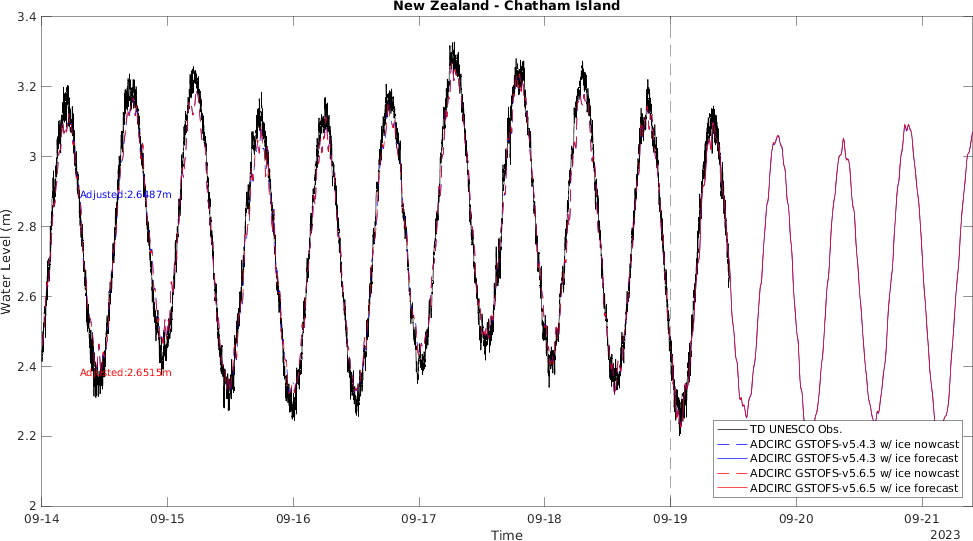 New Zealand - Chatham Island
3.4
3.2
3
2.8
2.6
2.4
2.2
2
Water Level (m)
Adjusted:2.6487m
Adjusted:2.6515m
TD UNESCO Obs.
ADCIRC GSTOFS-v5.4.3 w/ ice nowcast
ADCIRC GSTOFS-v5.4.3 w/ ice forecast
ADCIRC GSTOFS-v5.6.5 w/ ice nowcast
ADCIRC GSTOFS-v5.6.5 w/ ice forecast
09-14 09-15 09-16 09-17 09-18 09-19 09-20 09-21
Time
2023